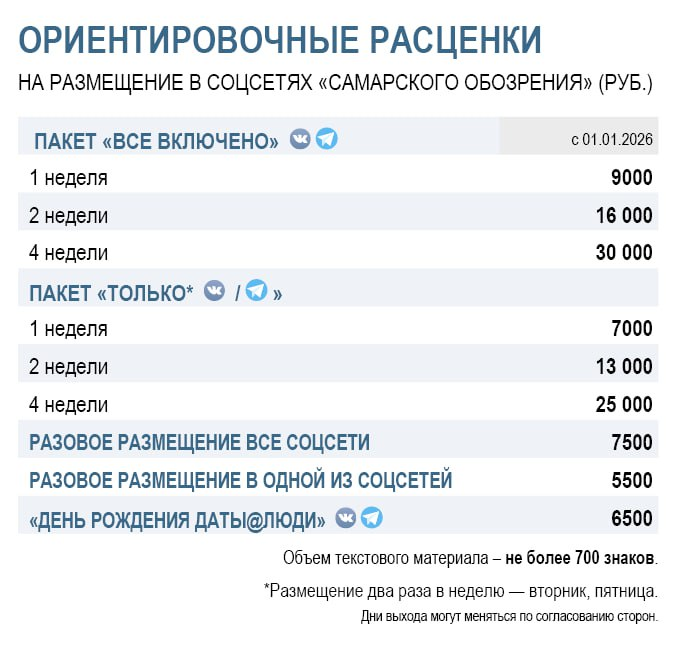 ОРИЕНТИРОВОЧНЫЕ РАСЦЕНКИ
НА РАЗМЕЩЕНИЕ В СОЦСЕТЯХ «САМАРСКОГО ОБОЗРЕНИЯ» (РУБ.)
ПАКЕТ «ВСЕ ВКЛЮЧЕНО» с 01.01.2026
1 неделя 9000
2 недели 16 000
4 недели 30 000
ПАКЕТ «ТОЛЬКО* / »
1 неделя 7000
2 недели 13 000
4 недели 25 000
РАЗОВОЕ РАЗМЕЩЕНИЕ ВСЕ СОЦСЕТИ 7500
РАЗОВОЕ РАЗМЕЩЕНИЕ В ОДНОЙ ИЗ СОЦСЕТЕЙ 5500
«ДЕНЬ РОЖДЕНИЯ ДАТЫ@ЛЮДИ» 6500
Объем текстового материала – не более 700 знаков.
*Размещение два раза в неделю — вторник, пятница.
Дни выхода могут меняться по согласованию сторон.